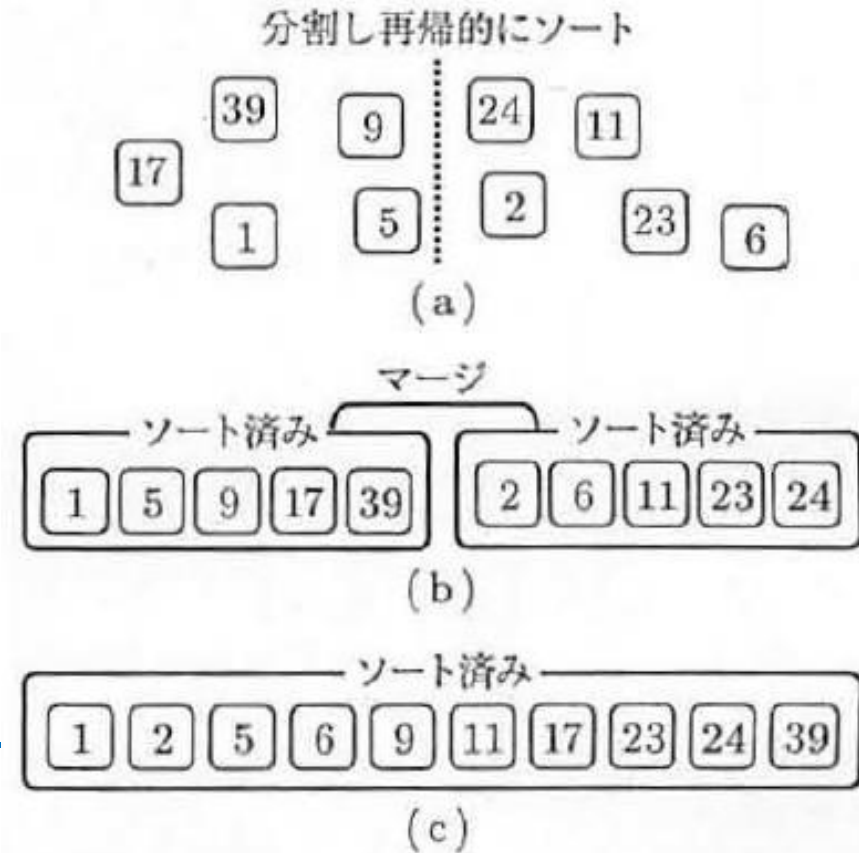 分割し再帰的にソート
39 9 24 11
17
1 5 2 23 6
(a)
マージ
ソート済み ソート済み
1 5 9 17 39 2 6 11 23 24
(b)
ソート済み
1 2 5 6 9 11 17 23 24 39
(c)